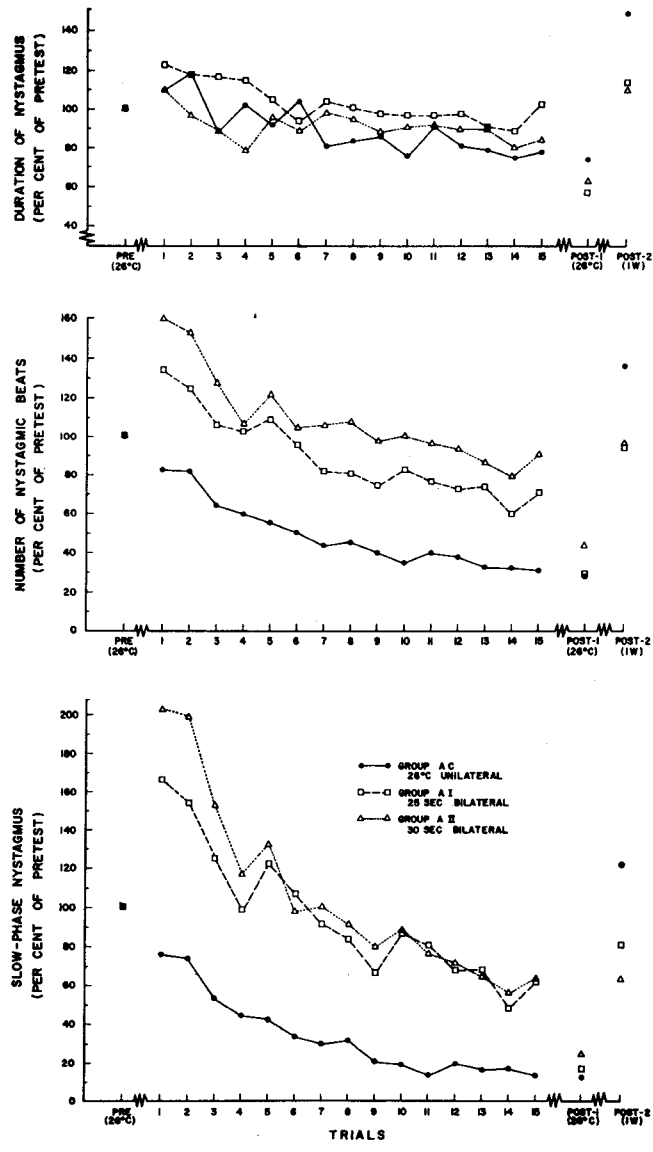 DURATION OF NYSTAGMUS
(PER CENT OF PRETEST)
140
120
100
80
60
40
PRE
(26°C)
1 2 3 4 5 6 7 8 9 10 11 12 13 14 15
POST-1
(26°C)
POST-2
(1W)
NUMBER OF NYSTAGMIC BEATS
(PER CENT OF PRETEST)
160
140
120
100
80
60
40
20
0
PRE
(26°C)
1 2 3 4 5 6 7 8 9 10 11 12 13 14 15
POST-1
(26°C)
POST-2
(1W)
SLOW-PHASE NYSTAGMUS
(PER CENT OF PRETEST)
200
180
160
140
120
100
80
60
40
20
0
GROUP A C
26°C UNILATERAL
GROUP A I
25 SEC BILATERAL
GROUP A II
30 SEC BILATERAL
PRE
(26°C)
1 2 3 4 5 6 7 8 9 10 11 12 13 14 15
POST-1
(26°C)
POST-2
(1W)
TRIALS